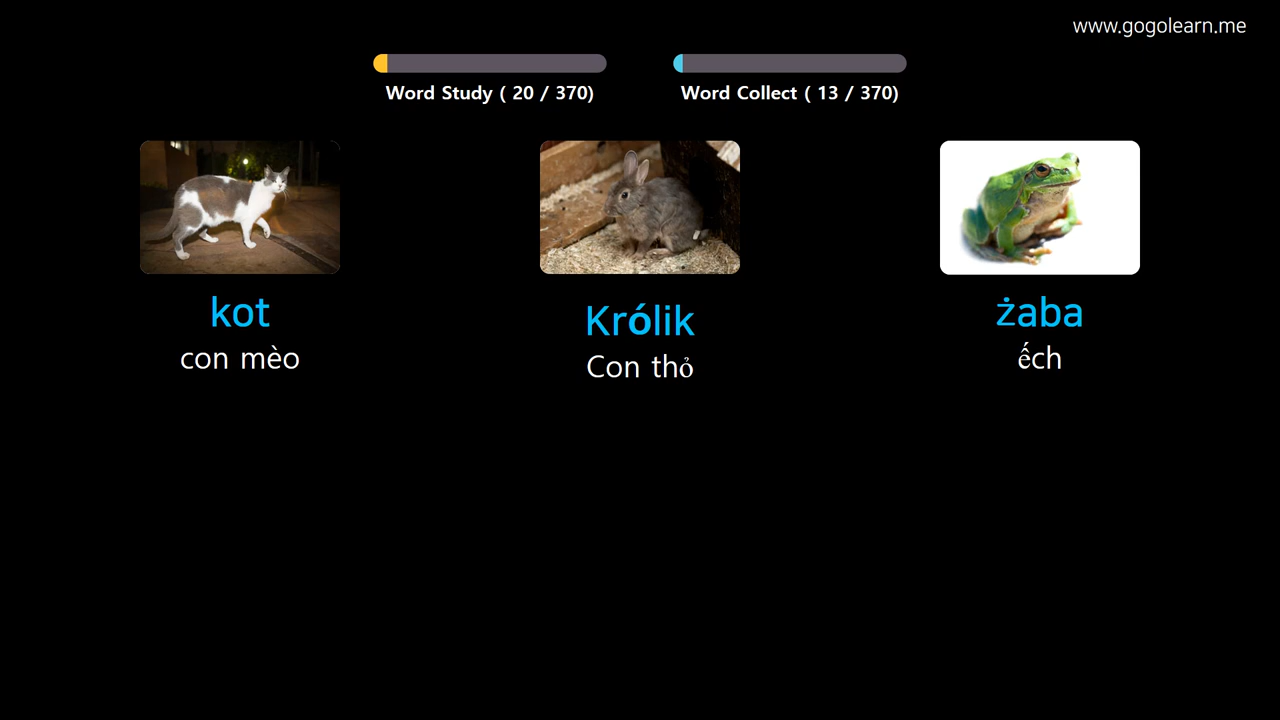 www.gogolearn.me
Word Study ( 20 / 370)
Word Collect ( 13 / 370)
kot
con mèo
Królik
Con thỏ
żaba
ếch